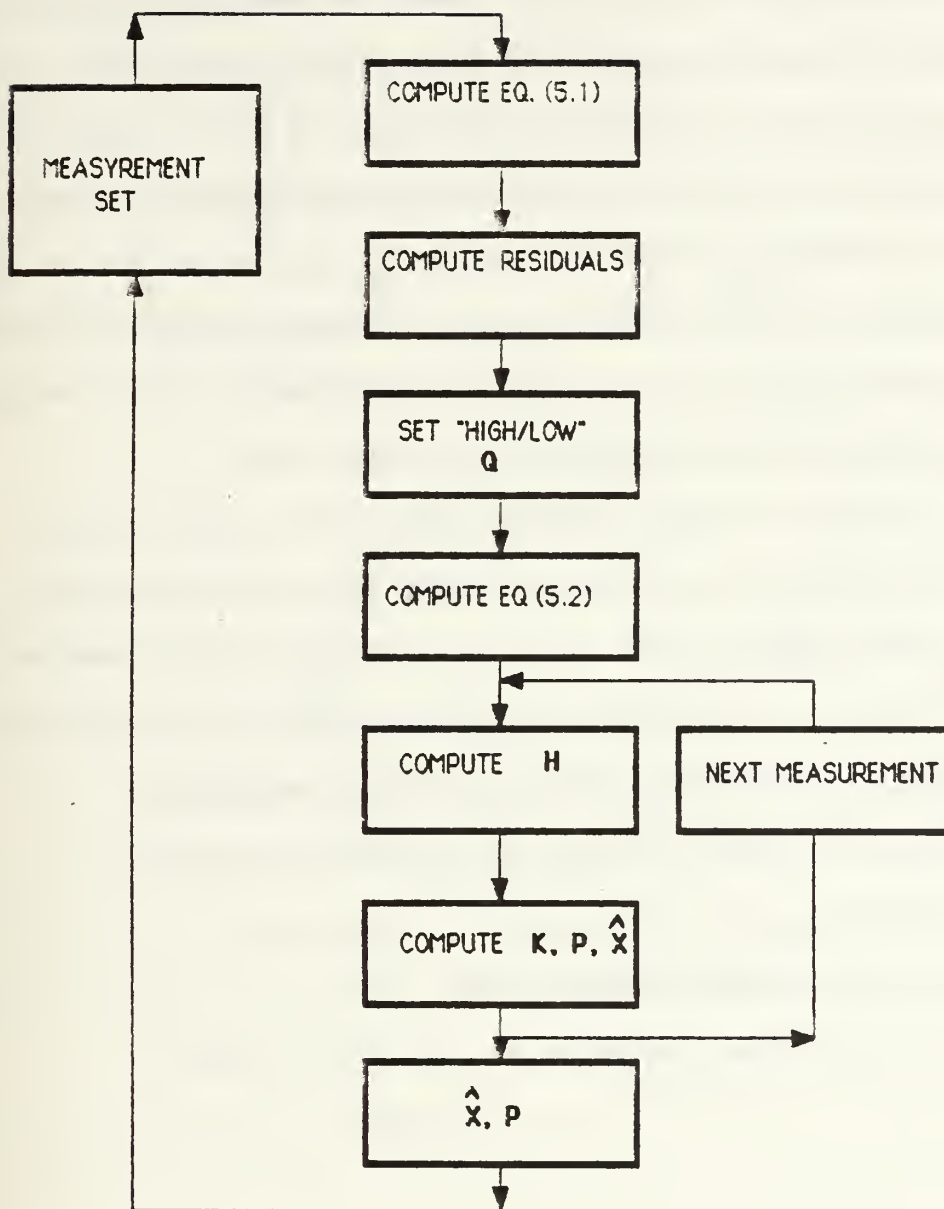 COMPUTE EQ. (5.1)
MEASYREMENT
SET
COMPUTE RESIDUALS
SET "HIGH/LOW"
Q
COMPUTE EQ (5.2)
COMPUTE H
NEXT MEASUREMENT
COMPUTE K, P, X̂
X̂, P